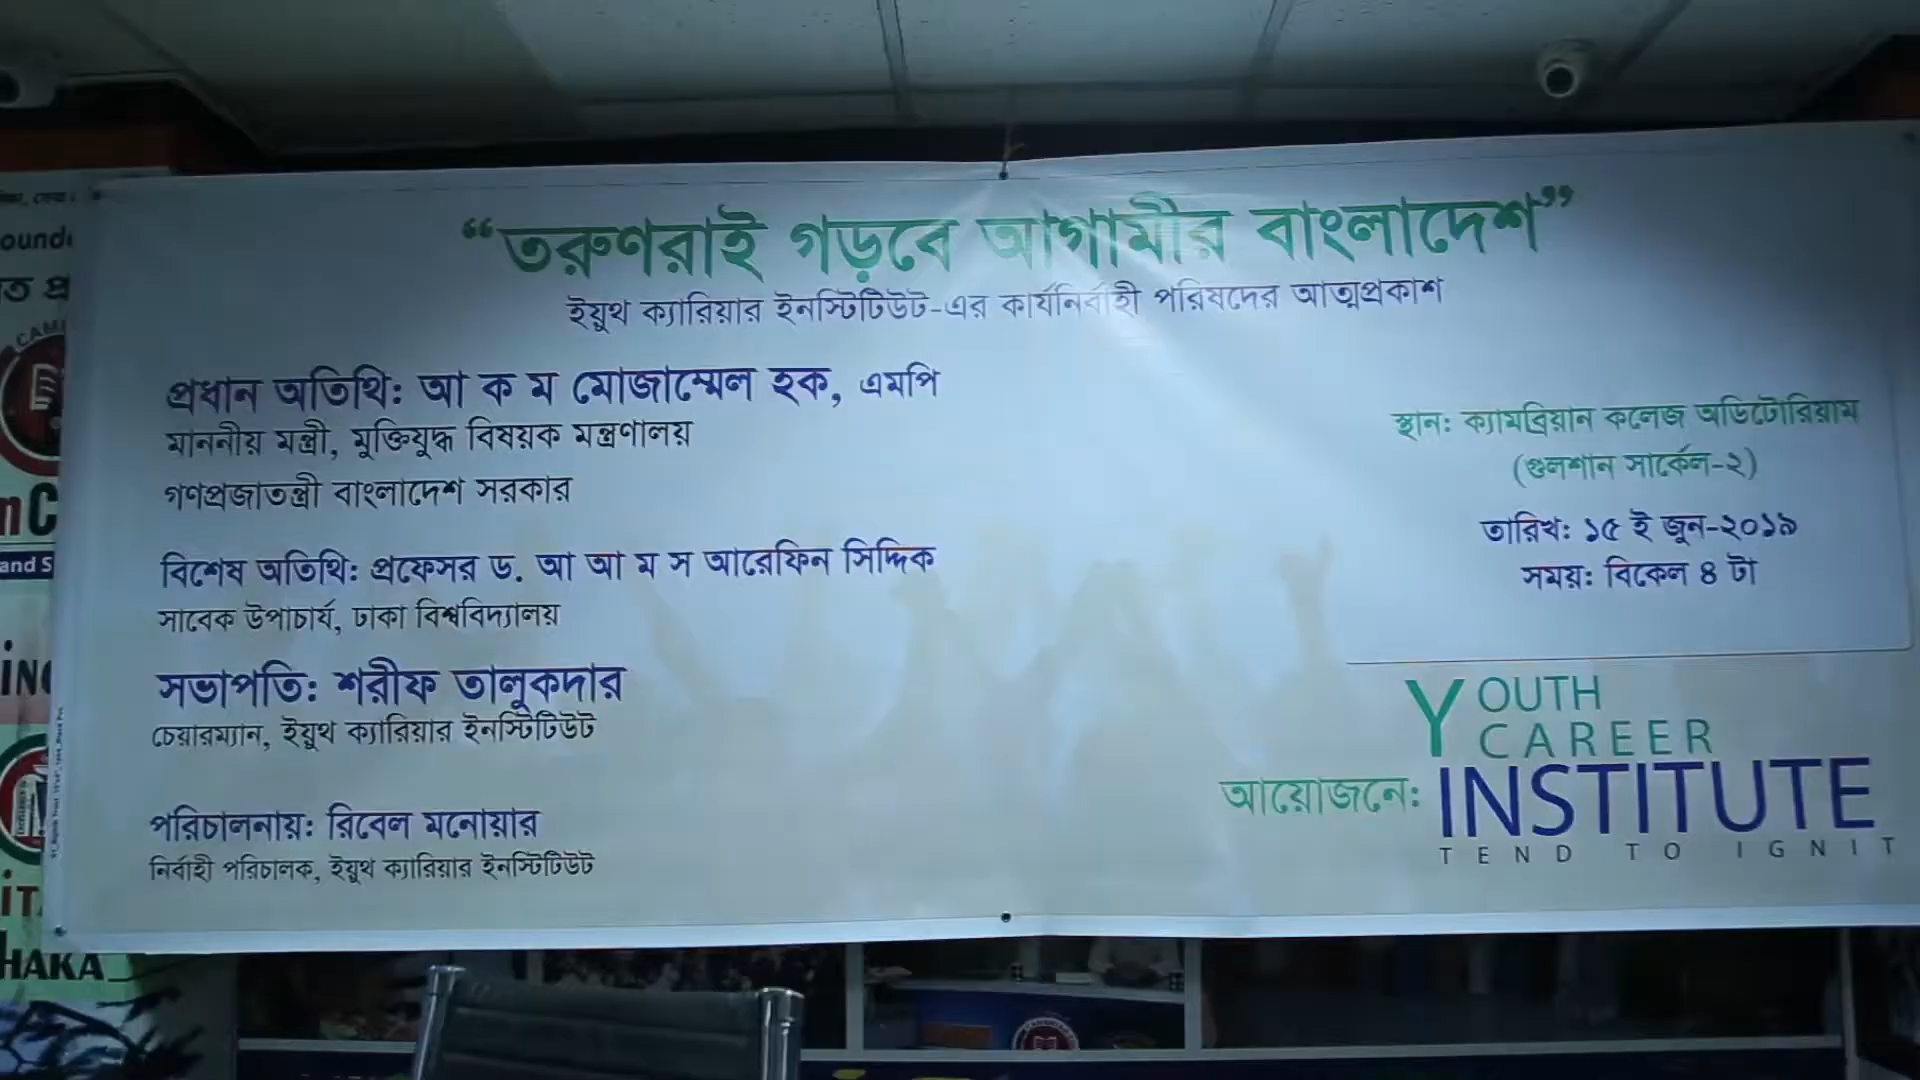 “তরুণরাই গড়বে আগামীর বাংলাদেশ”
ইয়ুথ ক্যারিয়ার ইনস্টিটিউট-এর কার্যনির্বাহী পরিষদের আত্মপ্রকাশ
প্রধান অতিথি: আ ক ম মোজাম্মেল হক, এমপি
মাননীয় মন্ত্রী, মুক্তিযুদ্ধ বিষয়ক মন্ত্রণালয়
গণপ্রজাতন্ত্রী বাংলাদেশ সরকার
বিশেষ অতিথি: প্রফেসর ড. আ আ ম স আরেফিন সিদ্দিক
সাবেক উপাচার্য, ঢাকা বিশ্ববিদ্যালয়
সভাপতি: শরীফ তালুকদার
চেয়ারম্যান, ইয়ুথ ক্যারিয়ার ইনস্টিটিউট
পরিচালনায়: রিবেল মনোয়ার
নির্বাহী পরিচালক, ইয়ুথ ক্যারিয়ার ইনস্টিটিউট
স্থান: ক্যামব্রিয়ান কলেজ অডিটোরিয়াম
(গুলশান সার্কেল-২)
তারিখ: ১৫ ই জুন-২০১৯
সময়: বিকেল ৪ টা
আয়োজনে:
YOUTH
CAREER
INSTITUTE
TEND TO IGNIT
and S
HAKA